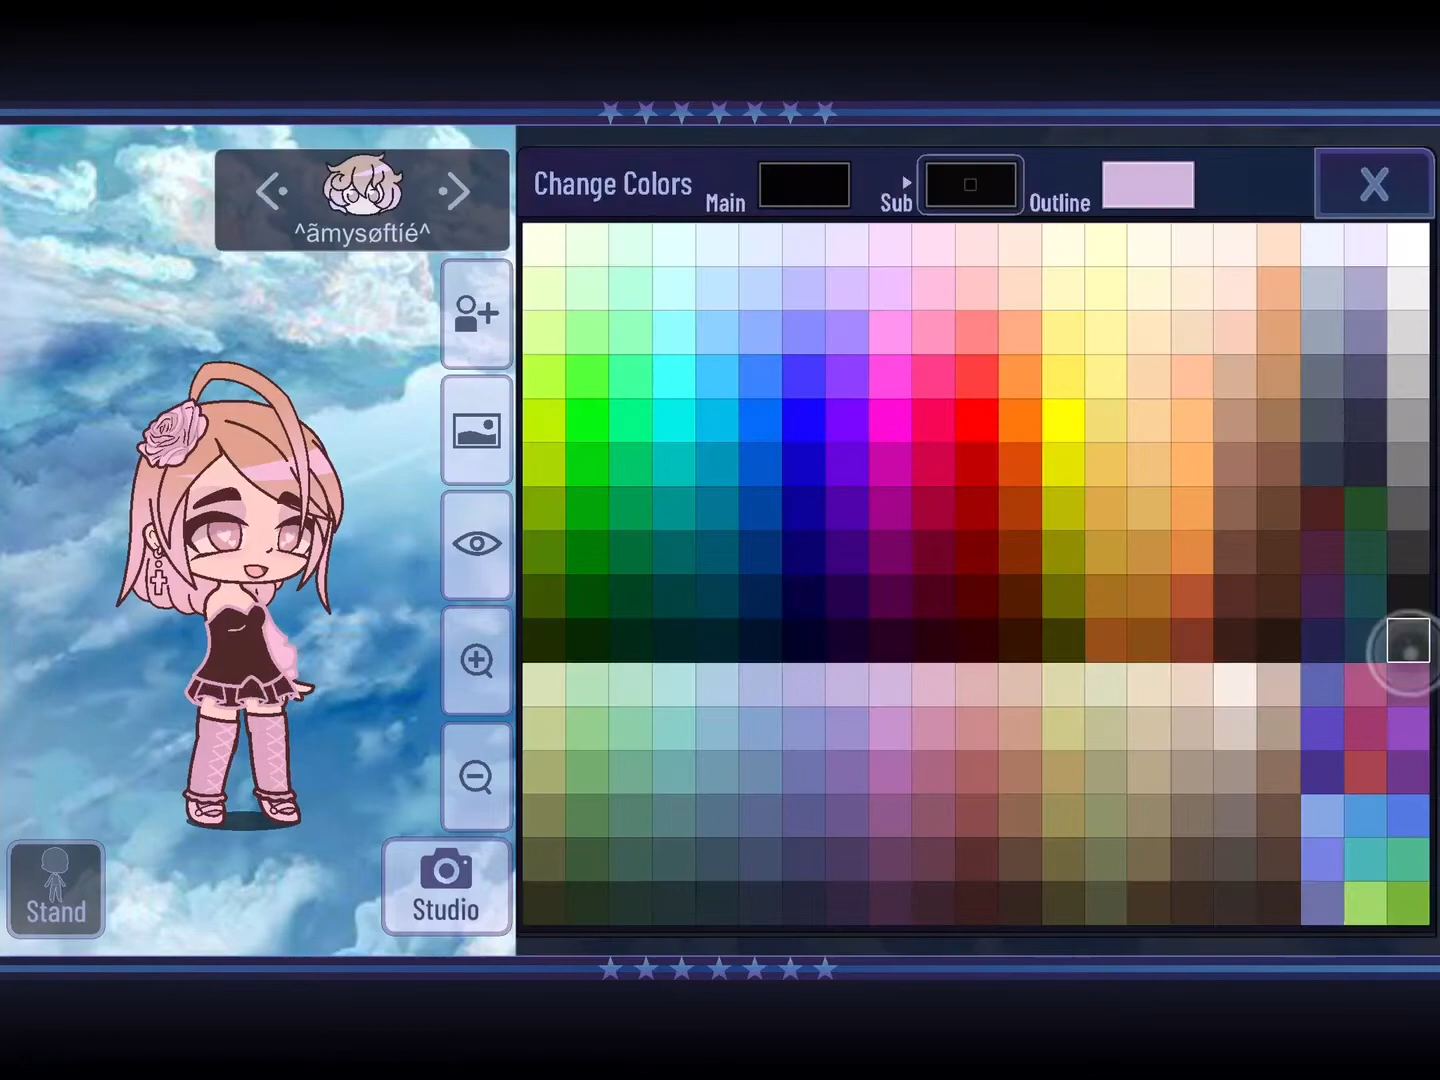 ^ãmysøftíé^
Change Colors
Main
Sub
Outline
X
Stand
Studio